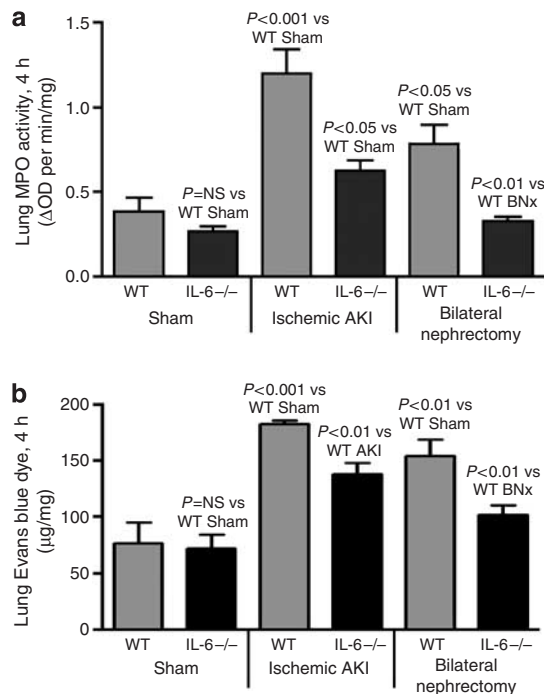 a
Lung MPO activity, 4 h
(ΔOD per min/mg)
1.5
1.0
0.5
0.0
P<0.001 vs
WT Sham
P<0.05 vs
WT Sham
P<0.05 vs
WT Sham
P=NS vs
WT Sham
P<0.01 vs
WT BNx
WT IL-6–/– WT IL-6–/– WT IL-6–/–
Sham Ischemic AKI Bilateral
nephrectomy
b
Lung Evans blue dye, 4 h
(µg/mg)
200
150
100
50
0
P<0.001 vs
WT Sham
P<0.01 vs
WT AKI
P<0.01 vs
WT Sham
P=NS vs
WT Sham
P<0.01 vs
WT BNx
WT IL-6–/– WT IL-6–/– WT IL-6–/–
Sham Ischemic AKI Bilateral
nephrectomy